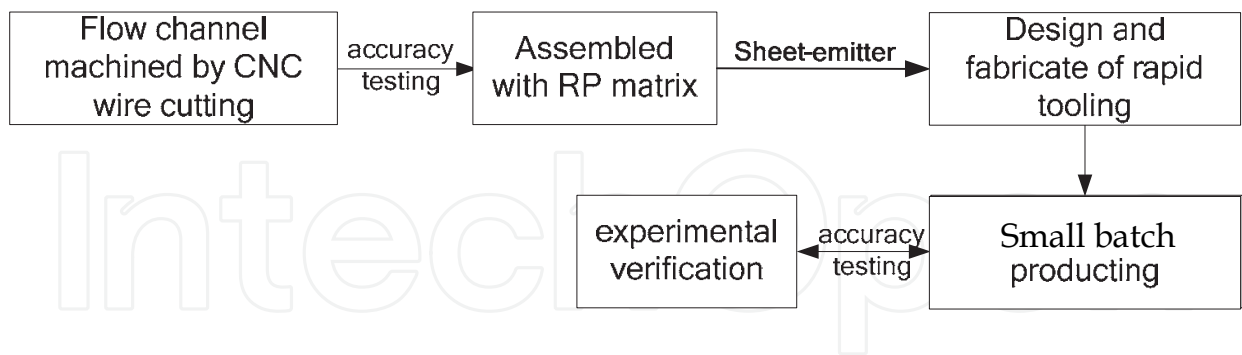 Flow channel
machined by CNC
wire cutting
accuracy
testing
Assembled
with RP matrix
Sheet-emitter
Design and
fabricate of rapid
tooling
experimental
verification
accuracy
testing
Small batch
producting
IntechOp